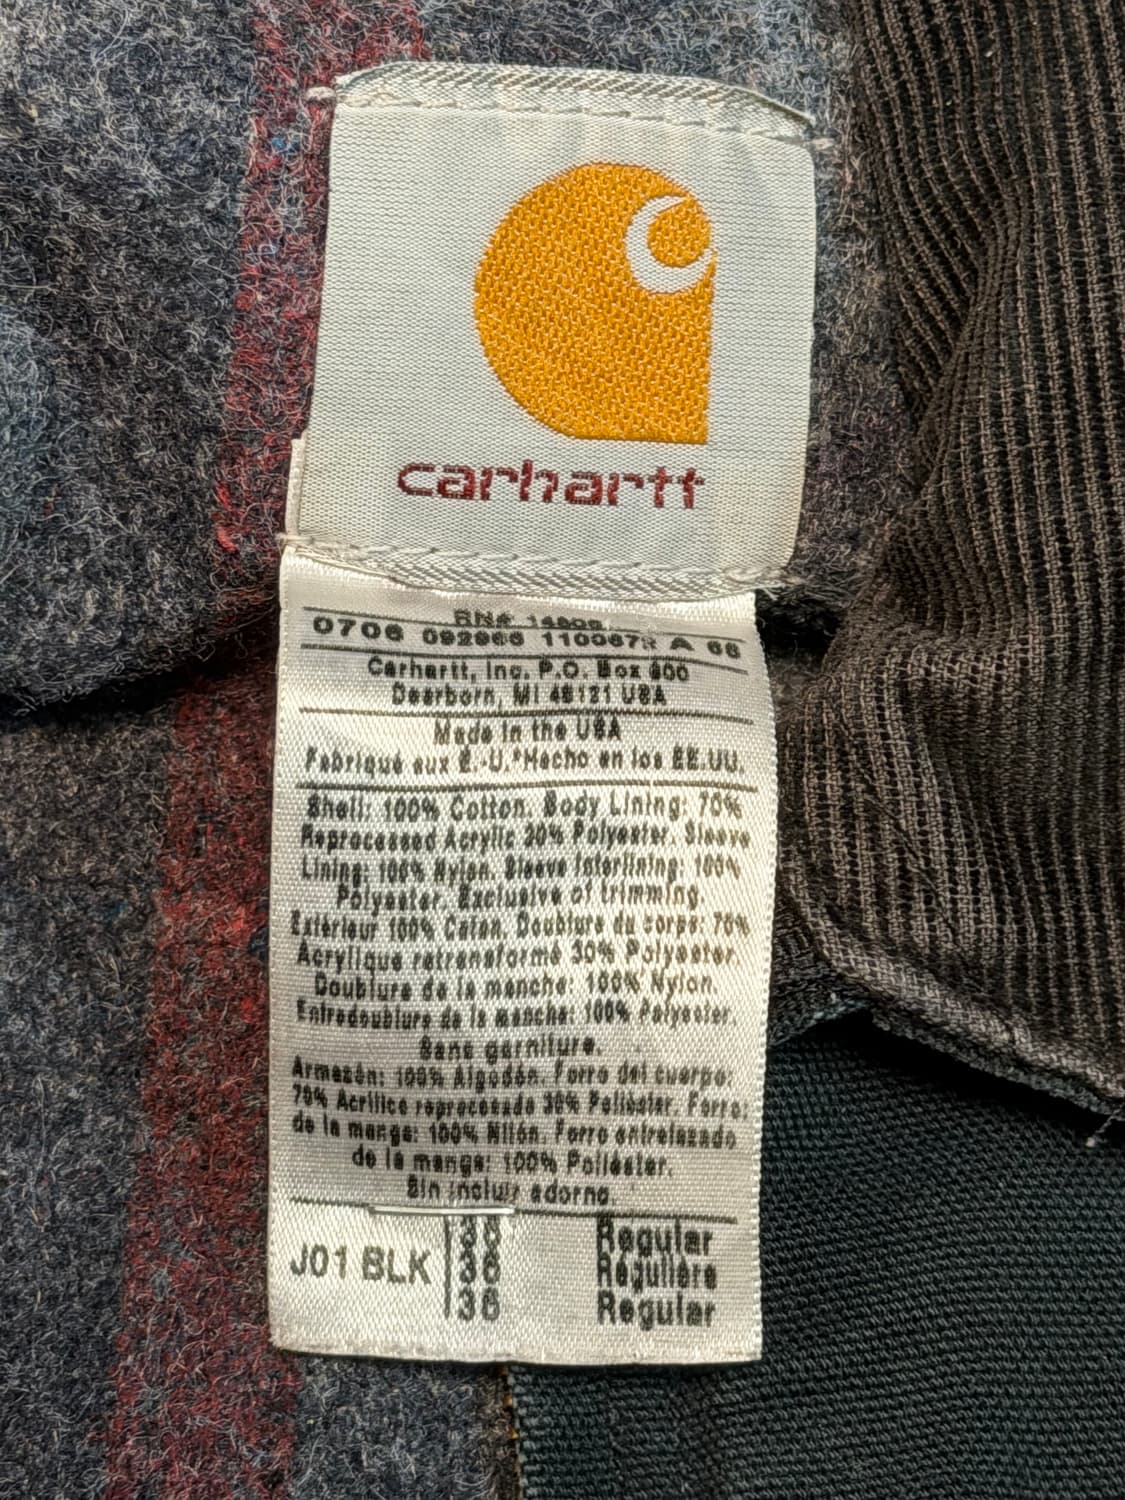 carhartt
RN# 14806
0706 092966 110067 A 66
Carhartt, Inc. P.O. Box 600
Dearborn, MI 48121 USA
Made in the USA
Fabriqué aux É.-U.*Hecho en los EE.UU.
Shell: 100% Cotton. Body Lining: 70%
Reprocessed Acrylic 30% Polyester. Sleeve
Lining: 100% Nylon. Sleeve Interlining: 100%
Polyester. Exclusive of trimming.
Extérieur 100% Coton. Doublure du corps: 70%
Acrylique retransformé 30% Polyester.
Doublure de la manche: 100% Nylon.
Entredoublure de la manche: 100% Polyester.
Sans garniture.
Armazón: 100% Algodón. Forro del cuerpo:
70% Acrílico reprocesado 30% Poliéster. Forro:
de la manga: 100% Nilón. Forro entrelazado
de la manga: 100% Poliéster.
Sin incluir adorno.
38 Regular
J01 BLK 38 Régulière
38 Regular